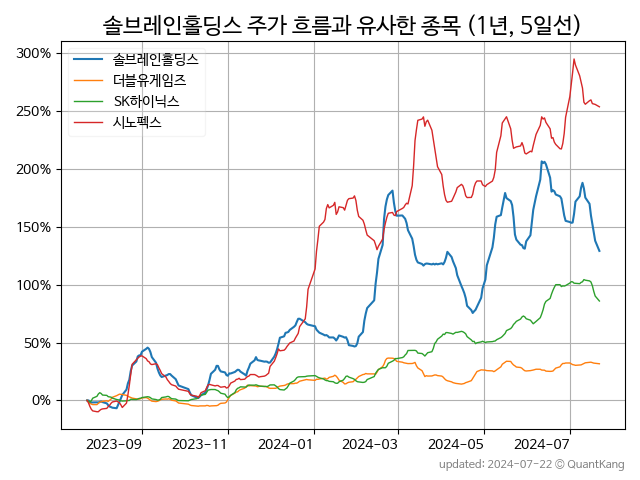 솔브레인홀딩스 주가 흐름과 유사한 종목 (1년, 5일선)
300%
250%
200%
150%
100%
50%
0%
솔브레인홀딩스
더블유게임즈
SK하이닉스
시노펙스
2023-09 2023-11 2024-01 2024-03 2024-05 2024-07
updated: 2024-07-22 © QuantKang